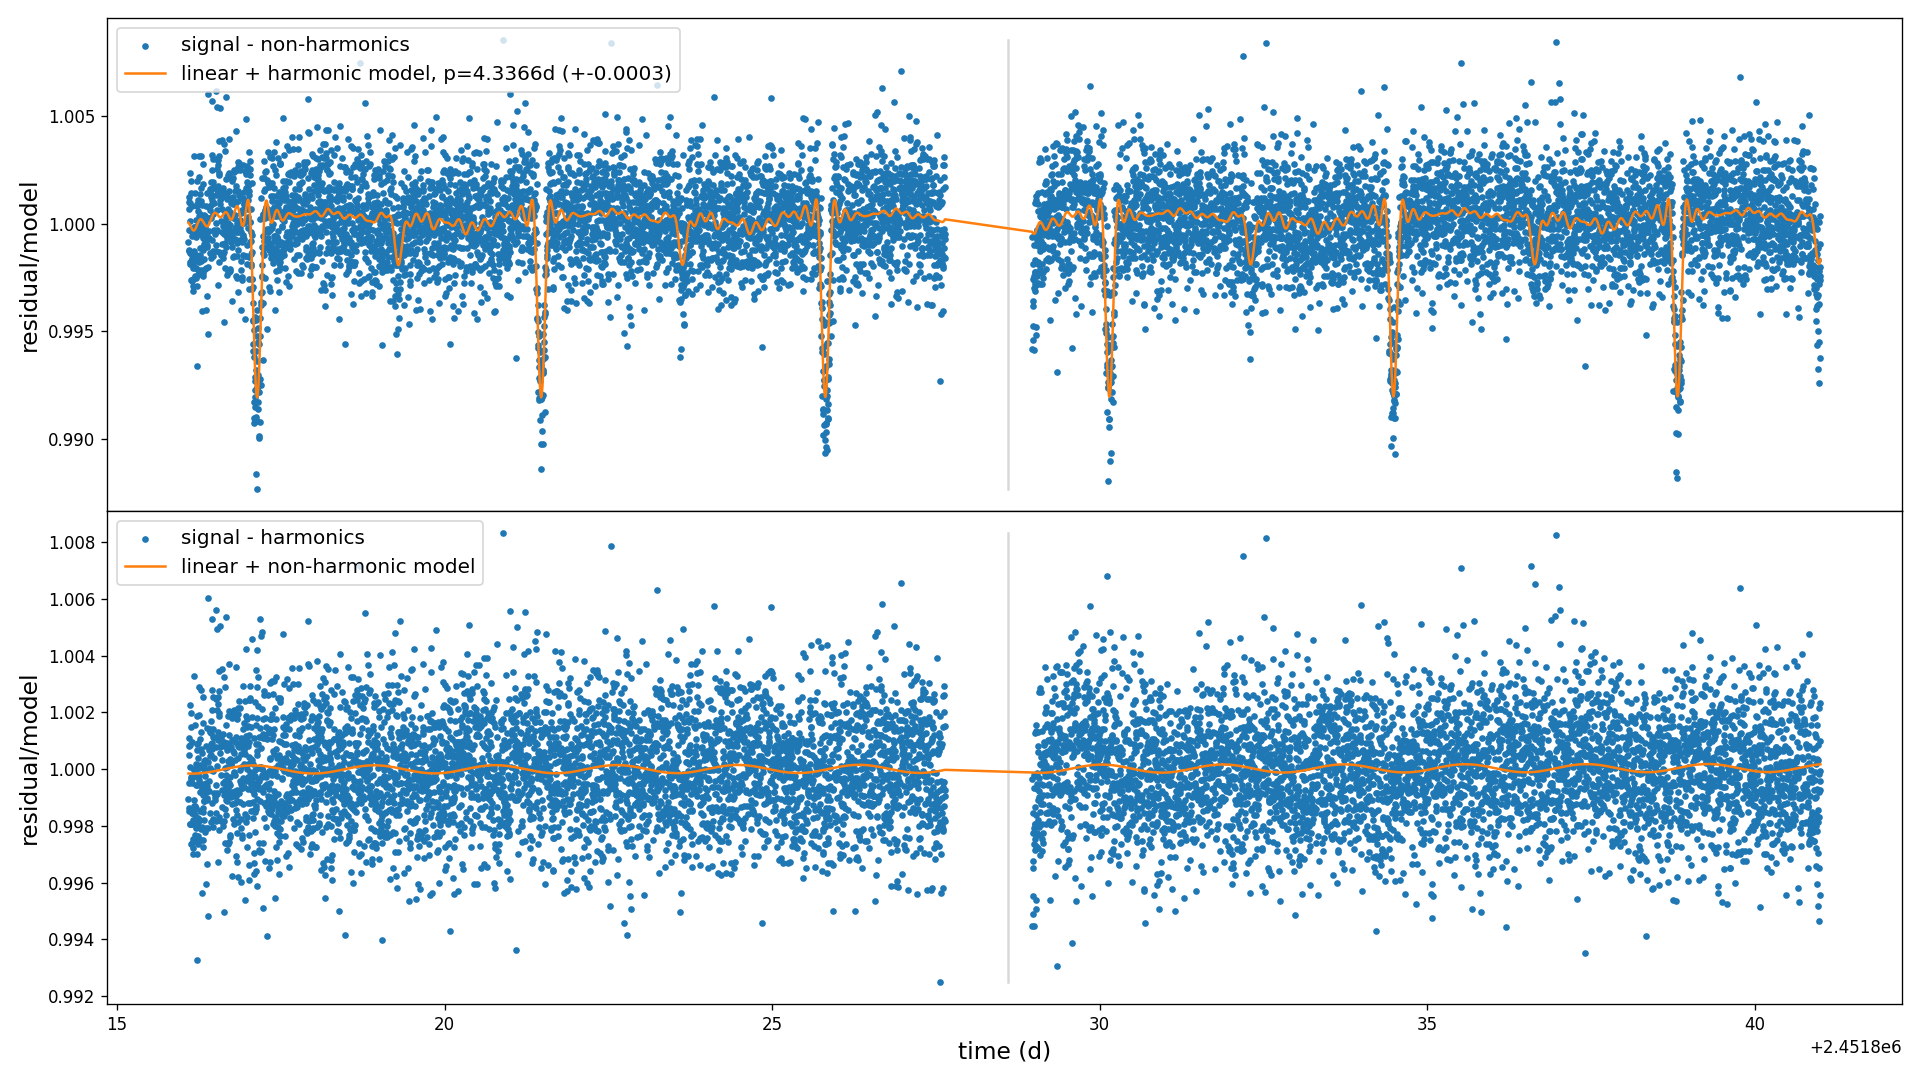 signal - non-harmonics
linear + harmonic model, p=4.3366d (+-0.0003)
1.005
1.000
0.995
0.990
residual/model
signal - harmonics
linear + non-harmonic model
1.008
1.006
1.004
1.002
1.000
0.998
0.996
0.994
0.992
residual/model
15
20
25
30
35
40
time (d)
+2.4518e6